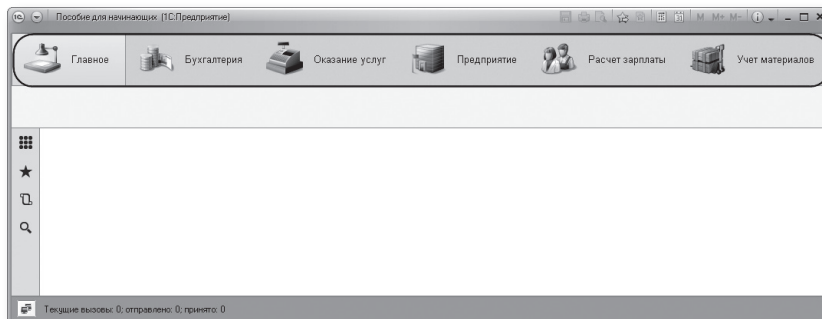 Пособие для начинающих (1С:Предприятие)
M M+ M-
Главное
Бухгалтерия
Оказание услуг
Предприятие
Расчет зарплаты
Учет материалов
Текущие вызовы: 0; отправлено: 0; принято: 0